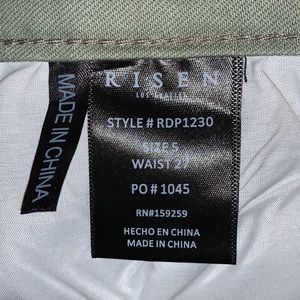 MADE IN CHINA
RISEN
LOS ANGELES
STYLE # RDP1230
SIZE S
WAIST 27
PO # 1045
RN#159259
HECHO EN CHINA
MADE IN CHINA